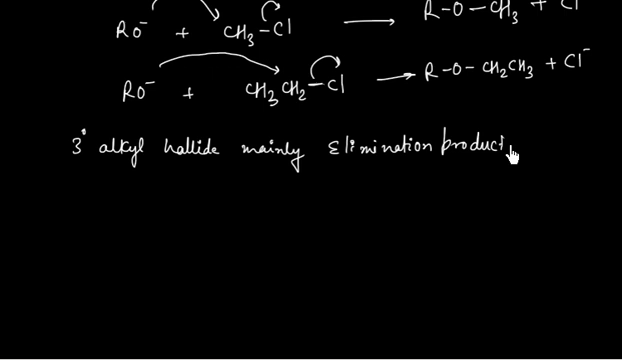 RO⁻ + CH₃-Cl → R-O-CH₃ + Cl
RO⁻ + CH₃CH₂-Cl → R-O-CH₂CH₃ + Cl⁻
3° alkyl hallide mainly Elimination product